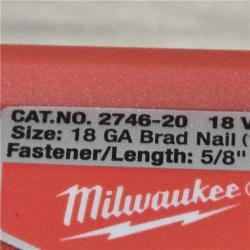 CAT.NO. 2746-20 18 V
Size: 18 GA Brad Nail (
Fastener/Length: 5/8"
Milwaukee